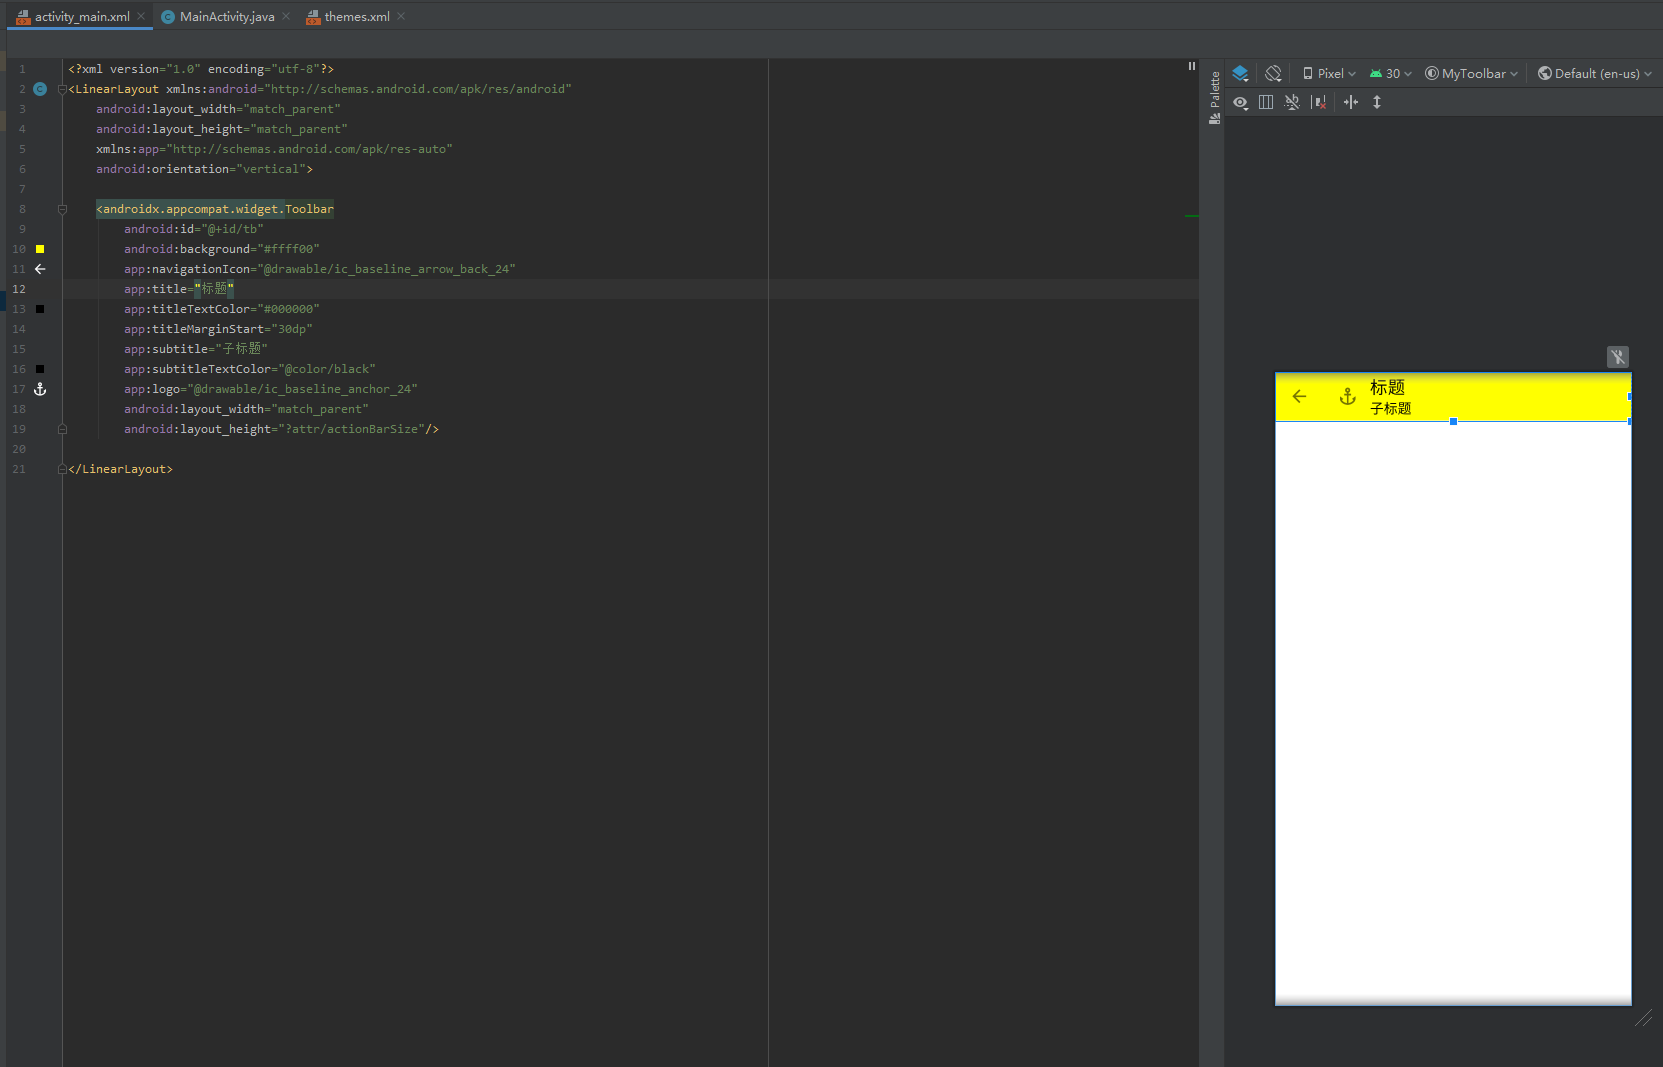 activity_main.xml MainActivity.java themes.xml
1 <?xml version="1.0" encoding="utf-8"?>
2 <LinearLayout xmlns:android="http://schemas.android.com/apk/res/android"
3 android:layout_width="match_parent"
4 android:layout_height="match_parent"
5 xmlns:app="http://schemas.android.com/apk/res-auto"
6 android:orientation="vertical">
7
8 <androidx.appcompat.widget.Toolbar
9 android:id="@+id/tb"
10 android:background="#ffff00"
11 app:navigationIcon="@drawable/ic_baseline_arrow_back_24"
12 app:title="标题"
13 app:titleTextColor="#000000"
14 app:titleMarginStart="30dp"
15 app:subtitle="子标题"
16 app:subtitleTextColor="@color/black"
17 app:logo="@drawable/ic_baseline_anchor_24"
18 android:layout_width="match_parent"
19 android:layout_height="?attr/actionBarSize"/>
20
21 </LinearLayout>
Palette
Pixel 30 MyToolbar Default (en-us)
标题
子标题